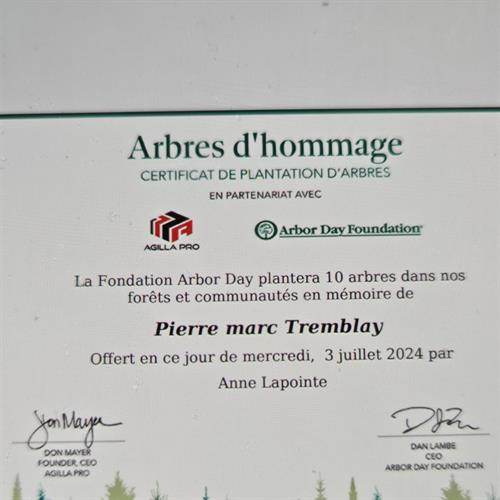 Arbres d'hommage
CERTIFICAT DE PLANTATION D'ARBRES
EN PARTENARIAT AVEC
AGILLA PRO
Arbor Day Foundation
La Fondation Arbor Day plantera 10 arbres dans nos
forêts et communautés en mémoire de
Pierre marc Tremblay
Offert en ce jour de mercredi, 3 juillet 2024 par
Anne Lapointe
Don Mayer
DON MAYER
FOUNDER, CEO
AGILLA PRO
DAN LAMBE
CEO
ARBOR DAY FOUNDATION